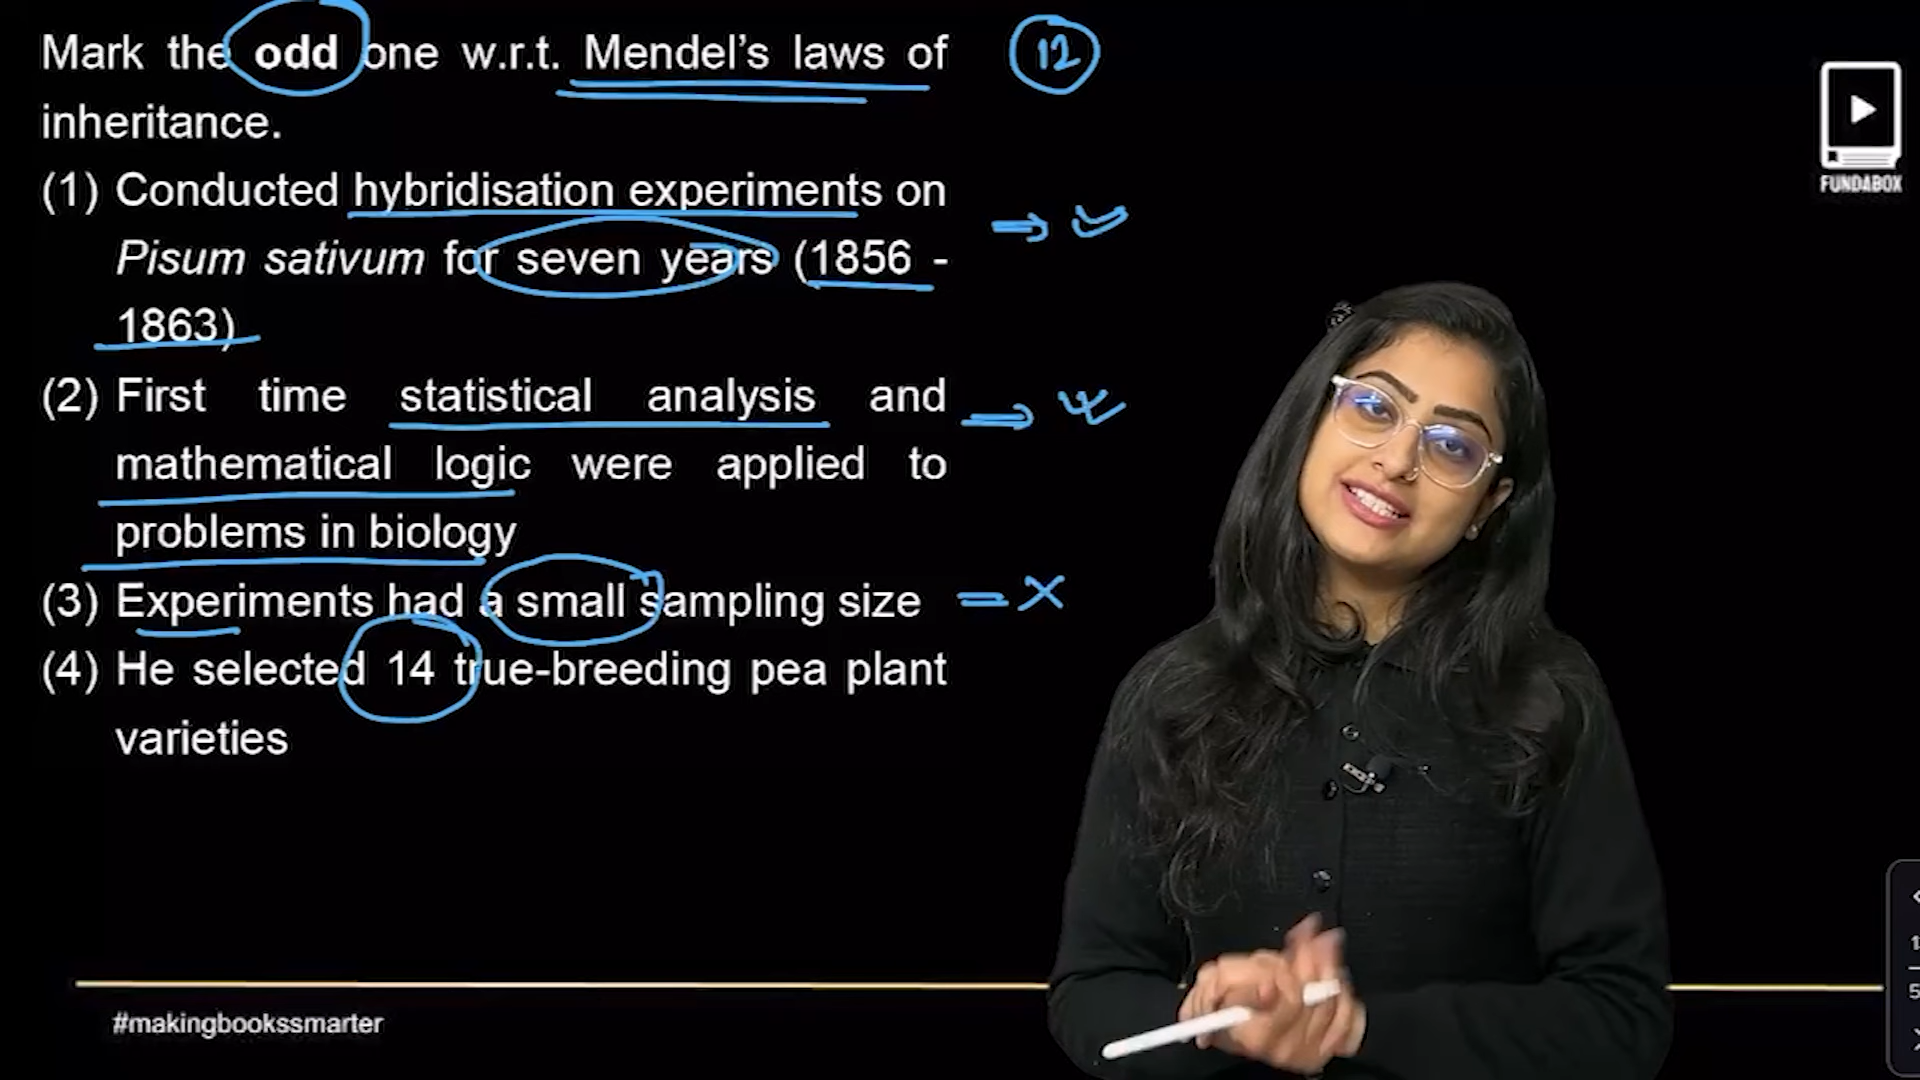 Mark the odd one w.r.t. Mendel's laws of
12
inheritance.
(1) Conducted hybridisation experiments on
Pisum sativum for seven years (1856 -
1863)
(2) First time statistical analysis and
mathematical logic were applied to
problems in biology
(3) Experiments had a small sampling size
(4) He selected 14 true-breeding pea plant
varieties
FUNDABOX
#makingbookssmarter